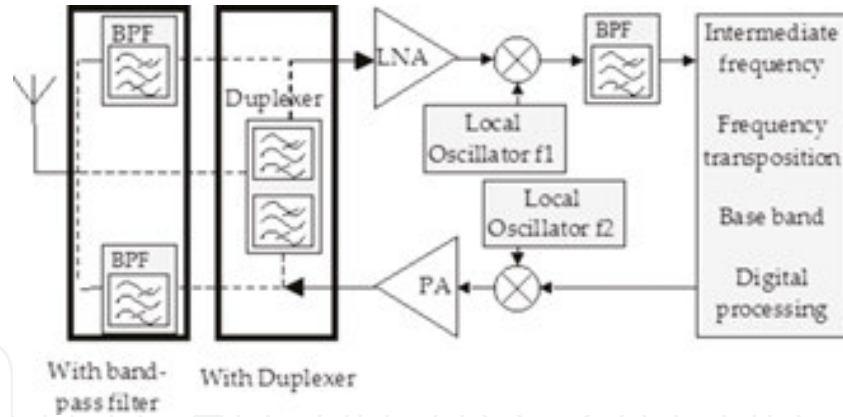 BPF
Duplexer
LNA
BPF
Local
Oscillator f1
Local
Oscillator f2
BPF
PA
Intermediate
frequency
Frequency
transposition
Base band
Digital
processing
With band-
pass filter
With Duplexer